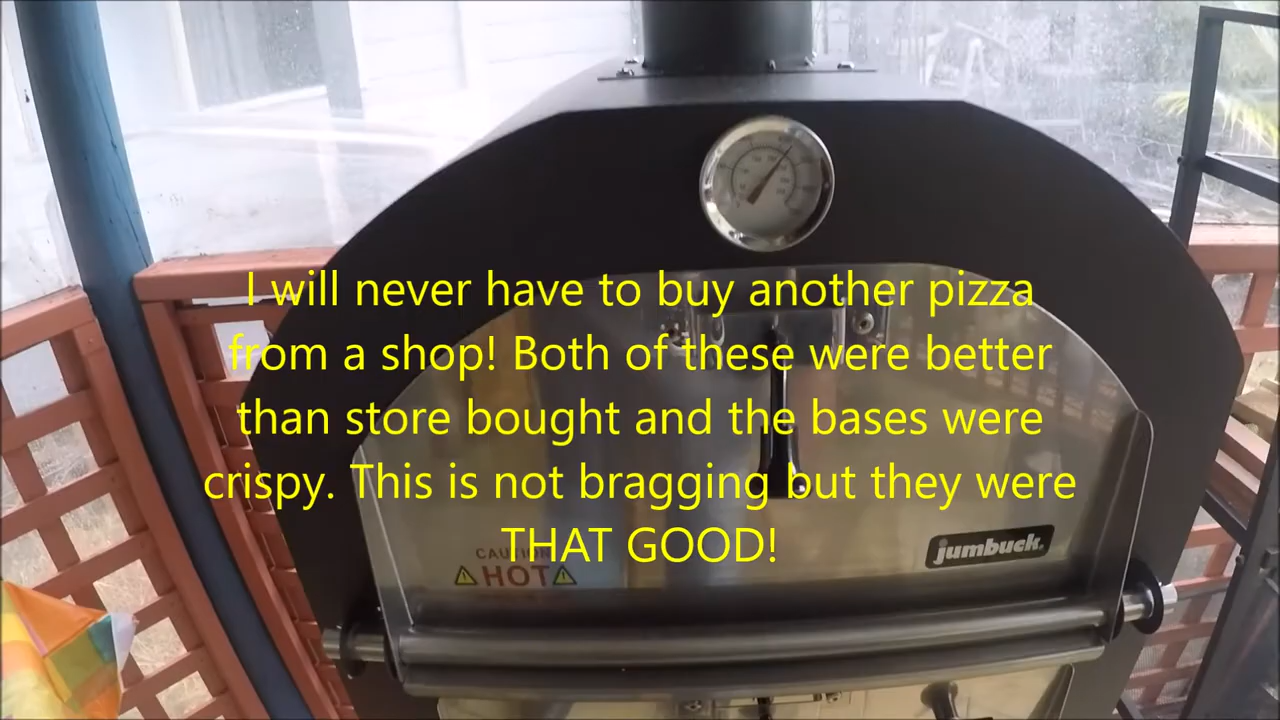 I will never have to buy another pizza
from a shop! Both of these were better
than store bought and the bases were
crispy. This is not bragging but they were
THAT GOOD!
CAUTION
HOT
jumbuck.